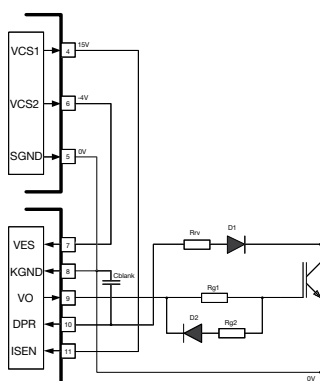 VCS1
4
15V
VCS2
6
-4V
SGND
5
0V
VES
7
KGND
8
Cblank
VO
9
DPR
10
ISEN
11
Rrv
D1
Rg1
D2
Rg2
0V